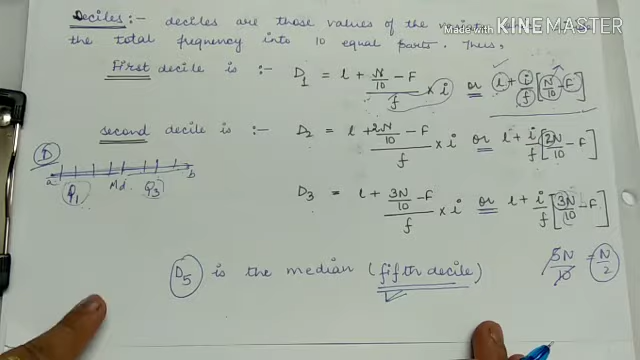 Deciles :- deciles are those values of the
the total frequency into 10 equal parts. Thus,
Made with KINEMASTER
First decile is :- D1 = l + (N/10 - F)/f × i or l + i/f [N/10 - F]
second decile is :- D2 = l + (2N/10 - F)/f × i or l + i/f [2N/10 - F]
D
a Q1 Md. Q3 b
D3 = l + (3N/10 - F)/f × i or l + i/f [3N/10 - F]
D5 is the median (fifth decile) 5N/10 = N/2